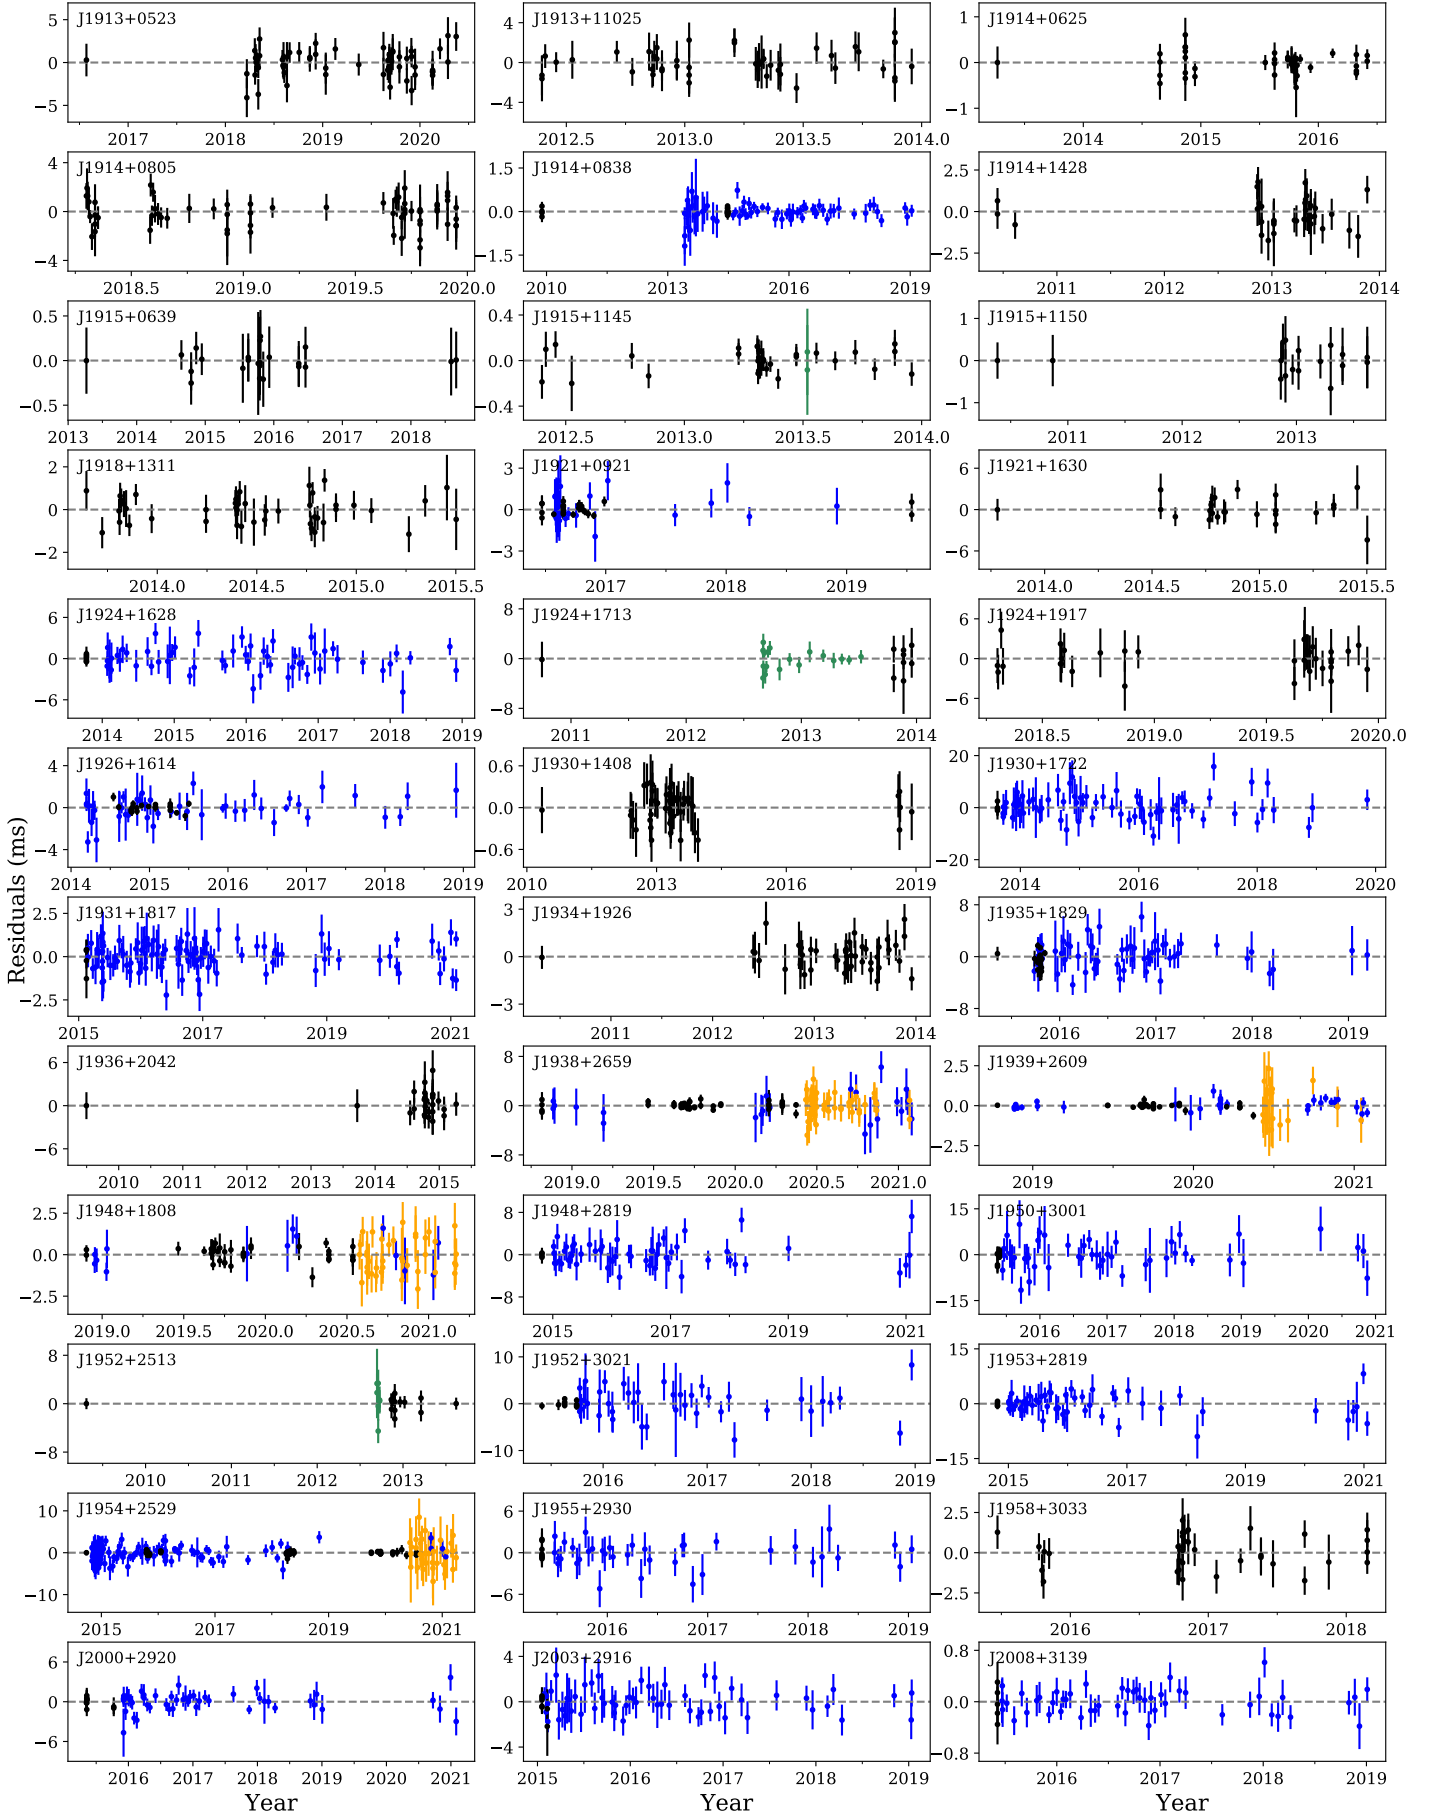 J1913+0523
5
0
−5
2017 2018 2019 2020
J1913+11025
4
0
−4
2012.5 2013.0 2013.5 2014.0
J1914+0625
1
0
−1
2014 2015 2016
J1914+0805
4
0
−4
2018.5 2019.0 2019.5 2020.0
J1914+0838
1.5
0.0
−1.5
2010 2013 2016 2019
J1914+1428
2.5
0.0
−2.5
2011 2012 2013 2014
J1915+0639
0.5
0.0
−0.5
2013 2014 2015 2016 2017 2018
J1915+1145
0.4
0.0
−0.4
2012.5 2013.0 2013.5 2014.0
J1915+1150
1
0
−1
2011 2012 2013
J1918+1311
2
0
−2
2014.0 2014.5 2015.0 2015.5
J1921+0921
3
0
−3
2017 2018 2019
J1921+1630
6
0
−6
2014.0 2014.5 2015.0 2015.5
J1924+1628
6
0
−6
2014 2015 2016 2017 2018 2019
J1924+1713
8
0
−8
2011 2012 2013 2014
J1924+1917
6
0
−6
2018.5 2019.0 2019.5 2020.0
J1926+1614
4
0
−4
2014 2015 2016 2017 2018 2019
J1930+1408
0.6
0.0
−0.6
2010 2013 2016 2019
J1930+1722
20
0
−20
2014 2016 2018 2020
Residuals (ms)
J1931+1817
2.5
0.0
−2.5
2015 2016 2017 2018 2019 2020 2021
J1934+1926
3
0
−3
2011 2012 2013 2014
J1935+1829
8
0
−8
2016 2017 2018 2019
J1936+2042
6
0
−6
2010 2011 2012 2013 2014 2015
J1938+2659
8
0
−8
2019.0 2019.5 2020.0 2020.5 2021.0
J1939+2609
2.5
0.0
−2.5
2019 2020 2021
J1948+1808
2.5
0.0
−2.5
2019.0 2019.5 2020.0 2020.5 2021.0
J1948+2819
8
0
−8
2015 2017 2019 2021
J1950+3001
15
0
−15
2016 2017 2018 2019 2020 2021
J1952+2513
8
0
−8
2010 2011 2012 2013
J1952+3021
10
0
−10
2016 2017 2018 2019
J1953+2819
15
0
−15
2015 2017 2019 2021
J1954+2529
10
0
−10
2015 2017 2019 2021
J1955+2930
6
0
−6
2016 2017 2018 2019
J1958+3033
2.5
0.0
−2.5
2016 2017 2018
J2000+2920
6
0
−6
2016 2017 2018 2019 2020 2021
Year
J2003+2916
4
0
−4
2015 2016 2017 2018 2019
Year
J2008+3139
0.8
0.0
−0.8
2016 2017 2018 2019
Year